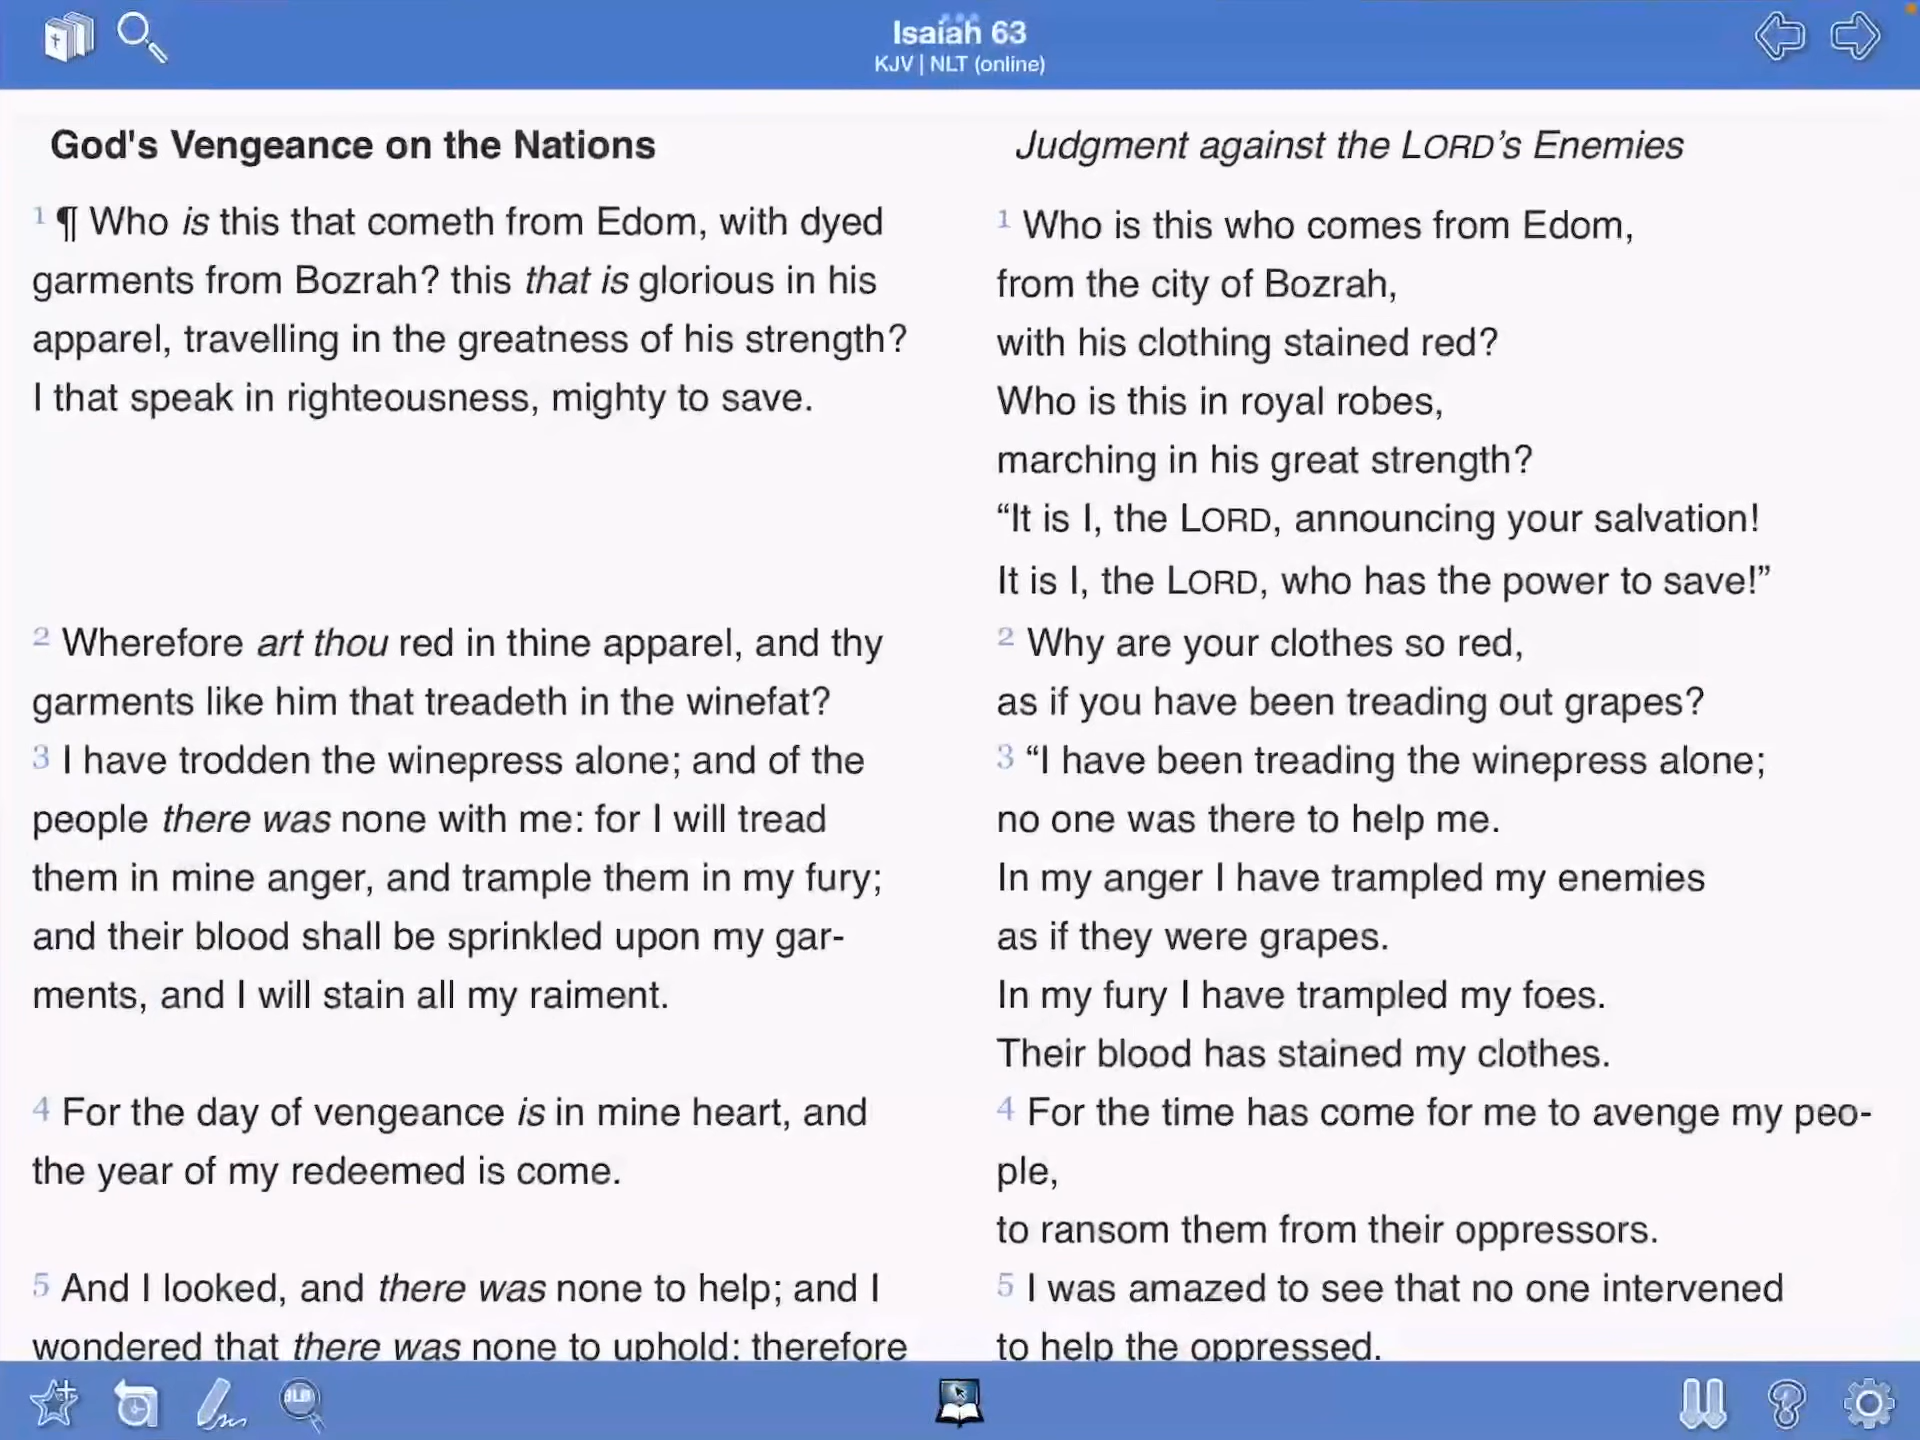 Isaiah 63
KJV | NLT (online)
God's Vengeance on the Nations
1 ¶ Who is this that cometh from Edom, with dyed
garments from Bozrah? this that is glorious in his
apparel, travelling in the greatness of his strength?
I that speak in righteousness, mighty to save.
2 Wherefore art thou red in thine apparel, and thy
garments like him that treadeth in the winefat?
3 I have trodden the winepress alone; and of the
people there was none with me: for I will tread
them in mine anger, and trample them in my fury;
and their blood shall be sprinkled upon my gar-
ments, and I will stain all my raiment.
4 For the day of vengeance is in mine heart, and
the year of my redeemed is come.
5 And I looked, and there was none to help; and I
wondered that there was none to uphold: therefore
Judgment against the LORD’s Enemies
1 Who is this who comes from Edom,
from the city of Bozrah,
with his clothing stained red?
Who is this in royal robes,
marching in his great strength?
“It is I, the LORD, announcing your salvation!
It is I, the LORD, who has the power to save!”
2 Why are your clothes so red,
as if you have been treading out grapes?
3 “I have been treading the winepress alone;
no one was there to help me.
In my anger I have trampled my enemies
as if they were grapes.
In my fury I have trampled my foes.
Their blood has stained my clothes.
4 For the time has come for me to avenge my peo-
ple,
to ransom them from their oppressors.
5 I was amazed to see that no one intervened
to help the oppressed.
BLB